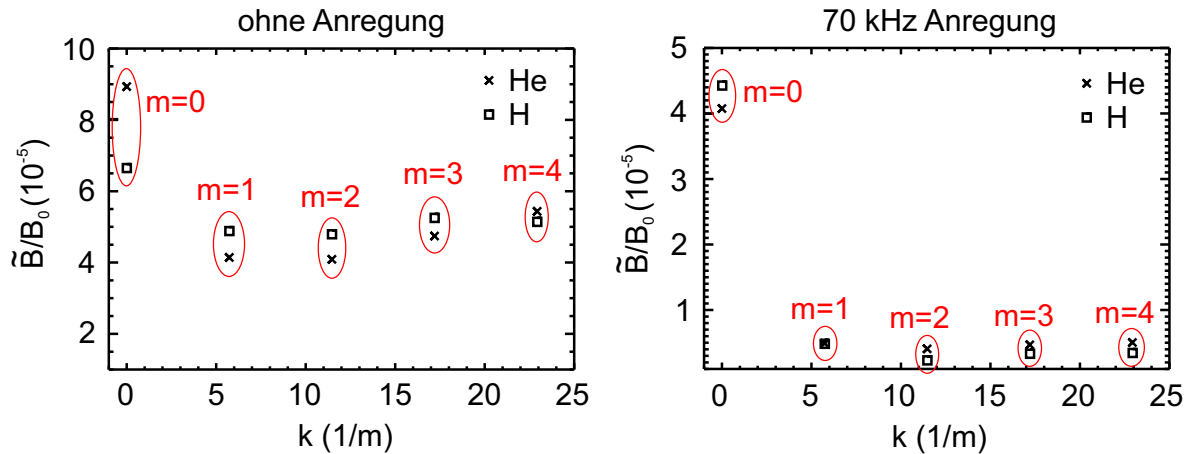 ohne Anregung
10
8
6
4
2
B̃/B₀ (10⁻⁵)
0 5 10 15 20 25
k (1/m)
He
H
m=0
m=1
m=2
m=3
m=4
70 kHz Anregung
5
4
3
2
1
B̃/B₀ (10⁻⁵)
0 5 10 15 20 25
k (1/m)
He
H
m=0
m=1
m=2
m=3
m=4